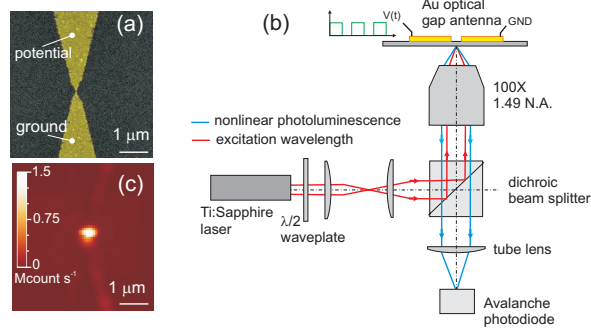 (a)
potential
ground
1 μm
(c)
1.5
0.75
0
Mcount s⁻¹
1 μm
(b)
V(t)
Au optical
gap antenna
GND
100X
1.49 N.A.
nonlinear photoluminescence
excitation wavelength
Ti:Sapphire
laser
λ/2
waveplate
dichroic
beam splitter
tube lens
Avalanche
photodiode